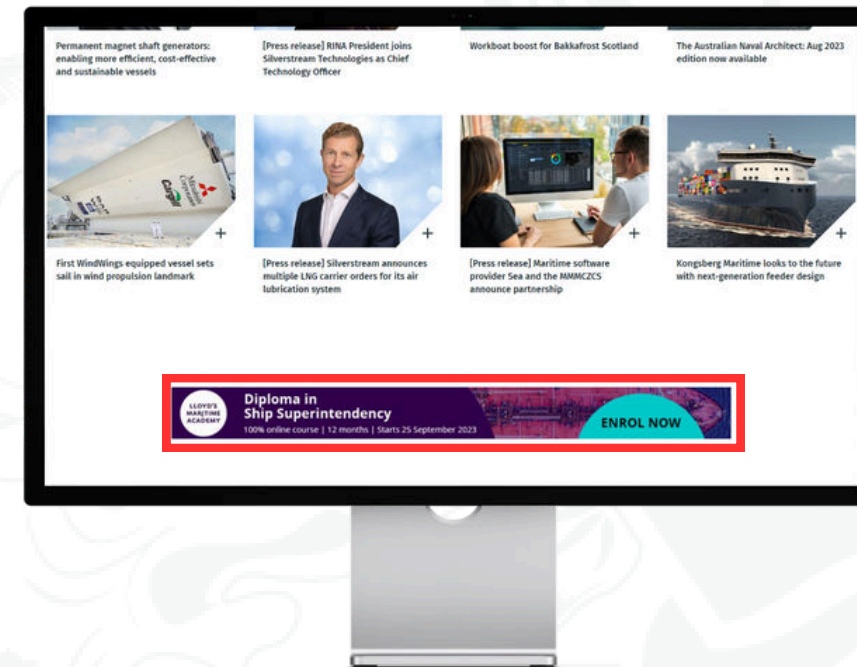 Permanent magnet shaft generators:
enabling more efficient, cost-effective
and sustainable vessels
[Press release] RINA President joins
Silverstream Technologies as Chief
Technology Officer
Workboat boost for Bakkafrost Scotland
The Australian Naval Architect: Aug 2023
edition now available
Mitsubishi
Corporation
Cargill
BAR
+
+
+
+
First WindWings equipped vessel sets
sail in wind propulsion landmark
[Press release] Silverstream announces
multiple LNG carrier orders for its air
lubrication system
[Press release] Maritime software
provider Sea and the MMMCZCS
announce partnership
Kongsberg Maritime looks to the future
with next-generation feeder design
LLOYD'S
MARITIME
ACADEMY
Diploma in
Ship Superintendency
100% online course | 12 months | Starts 25 September 2023
ENROL NOW